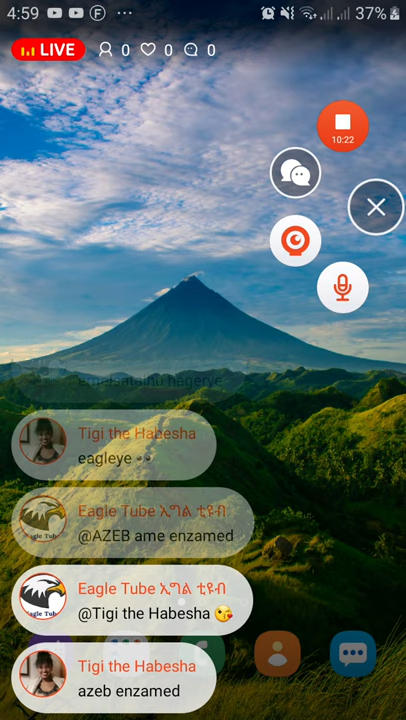 4:59
37%
LIVE 0 0 0
10:22
Tigi the Habesha
eagleye 👀
Eagle Tube ኢግል ቲዩብ
@AZEB ame enzamed
Eagle Tube ኢግል ቲዩብ
@Tigi the Habesha 😘
Tigi the Habesha
azeb enzamed